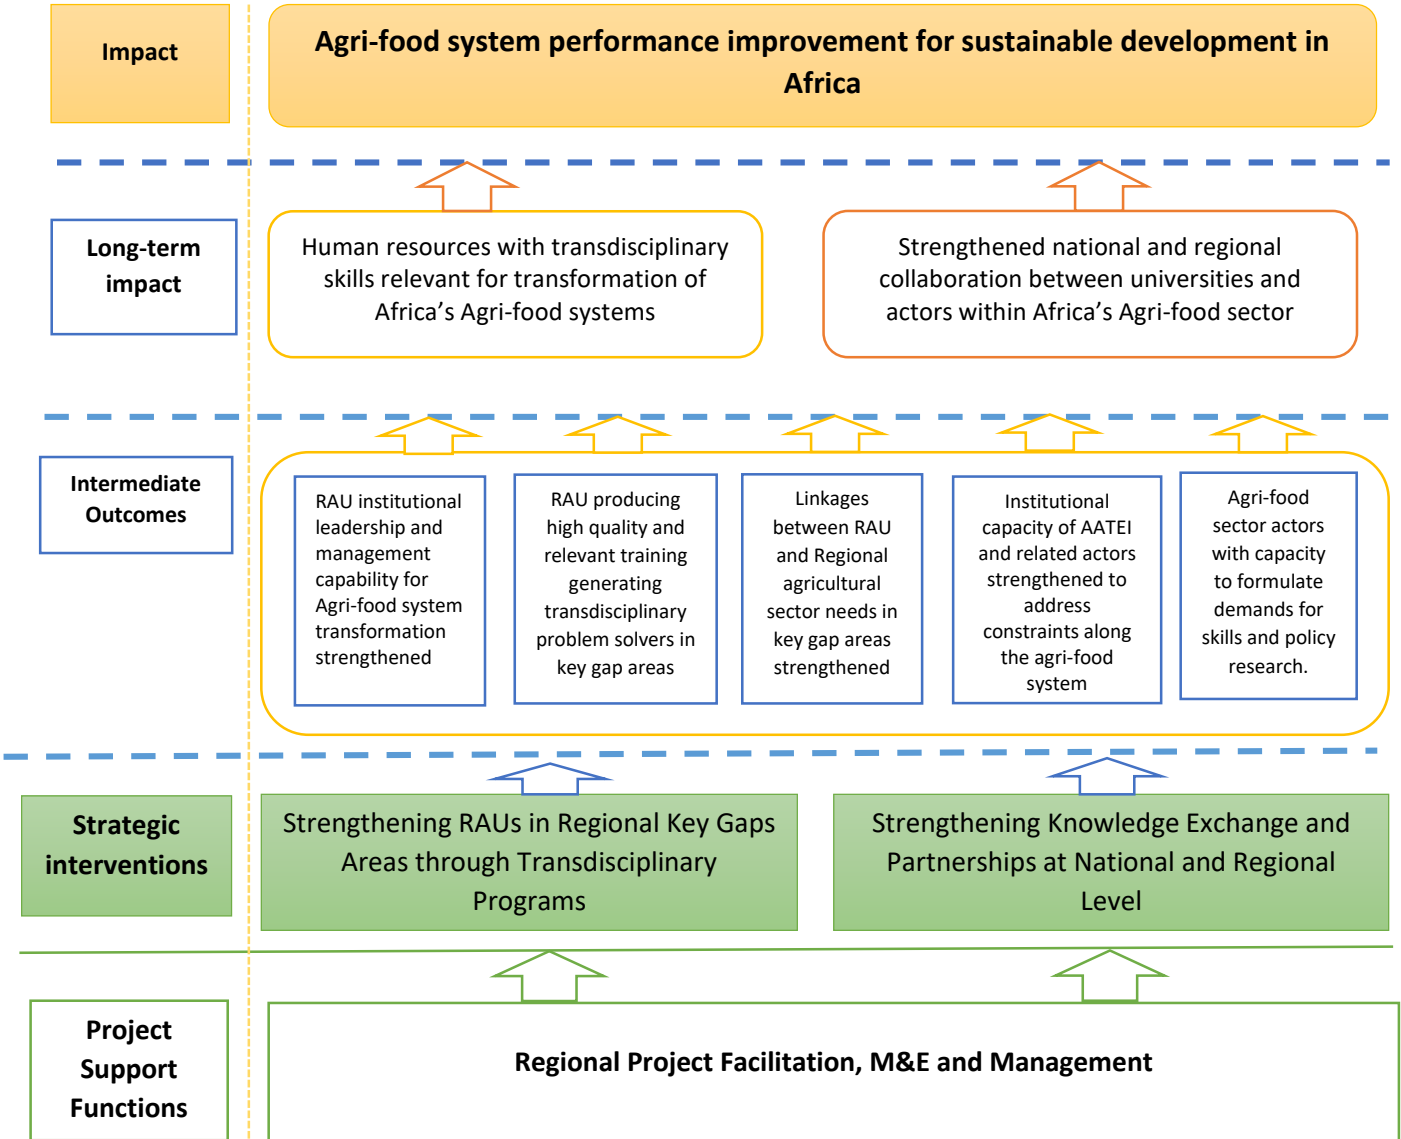 Impact
Agri-food system performance improvement for sustainable development in
Africa
Long-term
impact
Human resources with transdisciplinary
skills relevant for transformation of
Africa’s Agri-food systems
Strengthened national and regional
collaboration between universities and
actors within Africa’s Agri-food sector
Intermediate
Outcomes
RAU institutional
leadership and
management
capability for
Agri-food system
transformation
strengthened
RAU producing
high quality and
relevant training
generating
transdisciplinary
problem solvers in
key gap areas
Linkages
between RAU
and Regional
agricultural
sector needs in
key gap areas
strengthened
Institutional
capacity of AATEI
and related actors
strengthened to
address
constraints along
the agri-food
system
Agri-food
sector actors
with capacity
to formulate
demands for
skills and policy
research.
Strategic
interventions
Strengthening RAUs in Regional Key Gaps
Areas through Transdisciplinary
Programs
Strengthening Knowledge Exchange and
Partnerships at National and Regional
Level
Project
Support
Functions
Regional Project Facilitation, M&E and Management